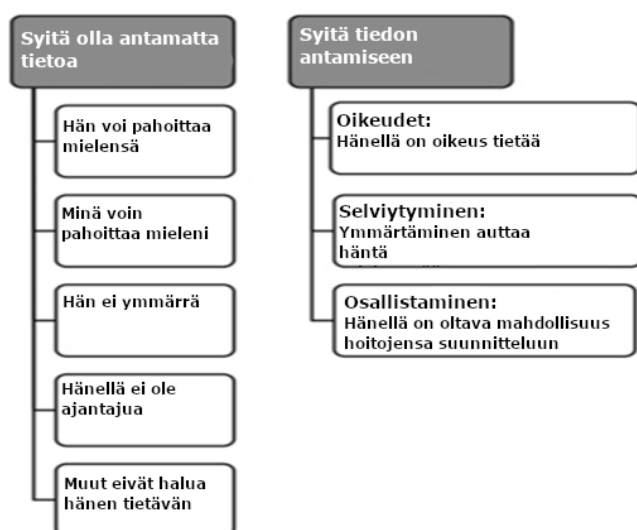 Syitä olla antamatta
tietoa
Hän voi pahoittaa
mielensä
Minä voin
pahoittaa mieleni
Hän ei ymmärrä
Hänellä ei ole
ajantajua
Muut eivät halua
hänen tietävän
Syitä tiedon
antamiseen
Oikeudet:
Hänellä on oikeus tietää
Selviytyminen:
Ymmärtäminen auttaa
häntä
Osallistaminen:
Hänellä on oltava mahdollisuus
hoitojensa suunnitteluun